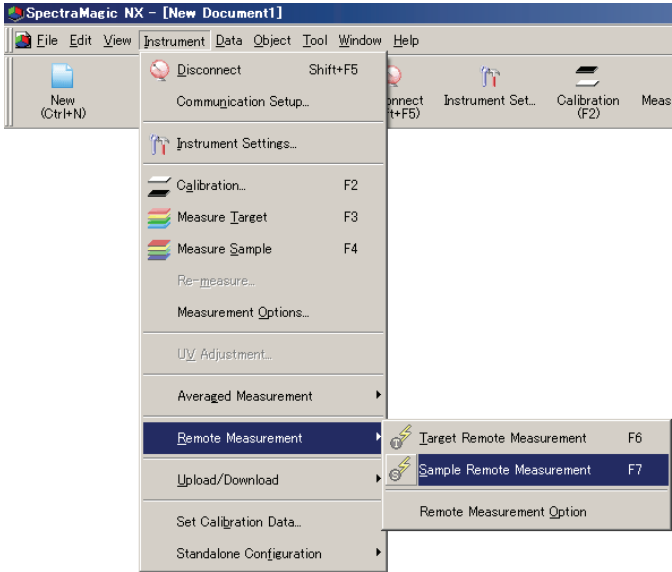 SpectraMagic NX - [New Document1]
File Edit View Instrument Data Object Tool Window Help
New
(Ctrl+N)
nnect
t+F5)
Instrument Set...
Calibration
(F2)
Meas
Disconnect Shift+F5
Communication Setup...
Instrument Settings...
Calibration... F2
Measure Target F3
Measure Sample F4
Re-measure...
Measurement Options...
UV Adjustment...
Averaged Measurement
Remote Measurement
Upload/Download
Set Calibration Data...
Standalone Configuration
Target Remote Measurement F6
Sample Remote Measurement F7
Remote Measurement Option